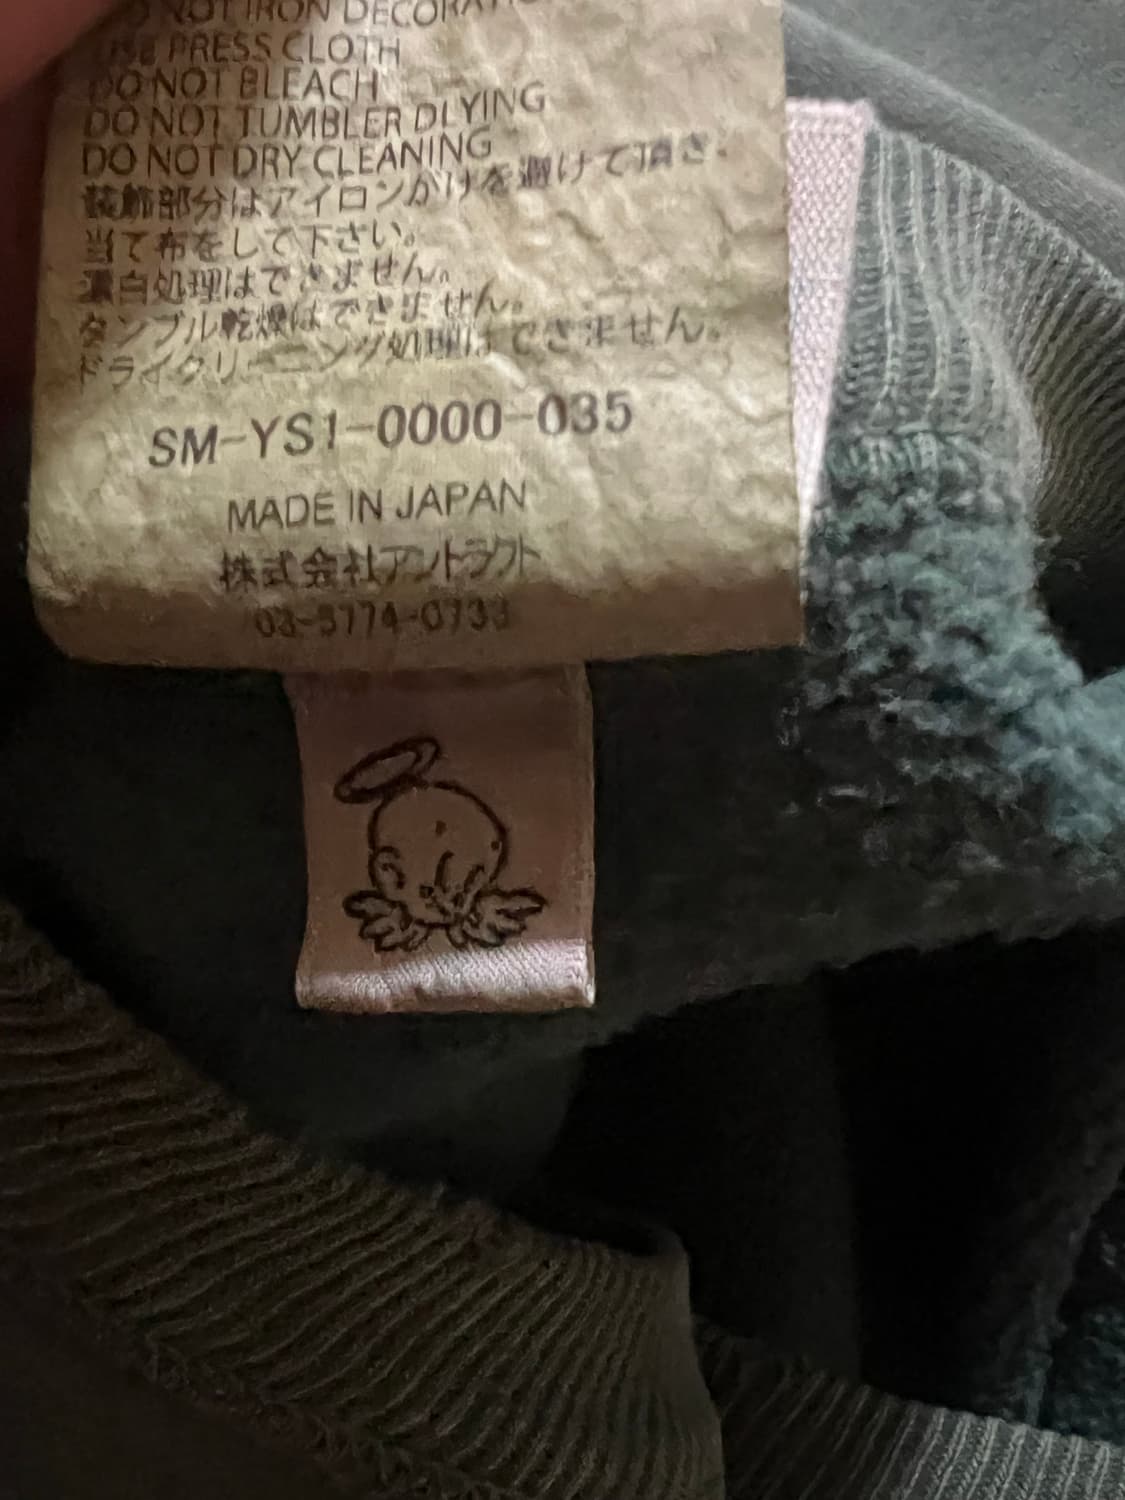 DO NOT IRON DECORATION
USE PRESS CLOTH
DO NOT BLEACH
DO NOT TUMBLER DLYING
DO NOT DRY CLEANING
装飾部分はアイロンがけを避けて頂き、
当て布をして下さい。
漂白処理はできません。
タンブル乾燥はできません。
ドライクリーニング処理はできません。
SM-YS1-0000-035
MADE IN JAPAN
株式会社アントラクト
03-5774-0733